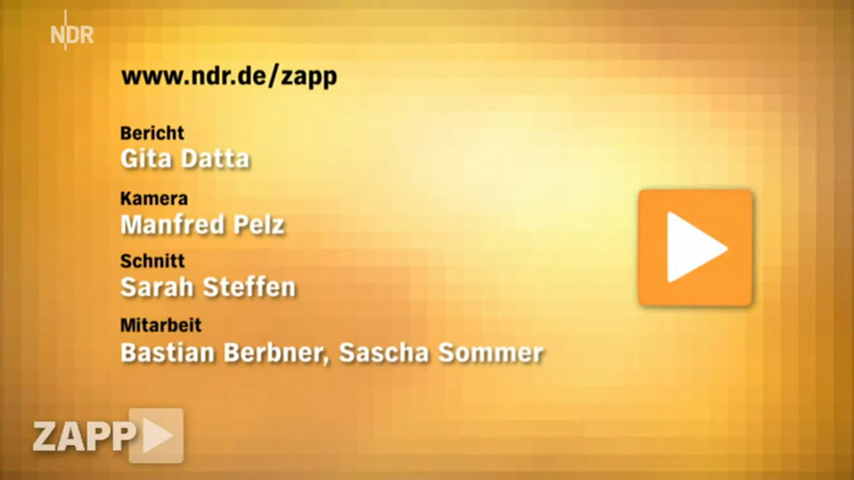 NDR
www.ndr.de/zapp
Bericht
Gita Datta
Kamera
Manfred Pelz
Schnitt
Sarah Steffen
Mitarbeit
Bastian Berbner, Sascha Sommer
ZAPP